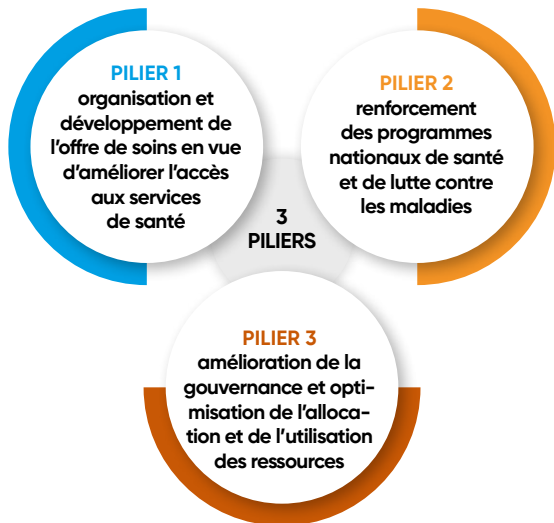 PILIER 1
organisation et
développement de
l’offre de soins en vue
d’améliorer l’accès
aux services
de santé
PILIER 2
renforcement
des programmes
nationaux de santé
et de lutte contre
les maladies
3
PILIERS
PILIER 3
amélioration de la
gouvernance et opti-
misation de l’alloca-
tion et de l’utilisation
des ressources